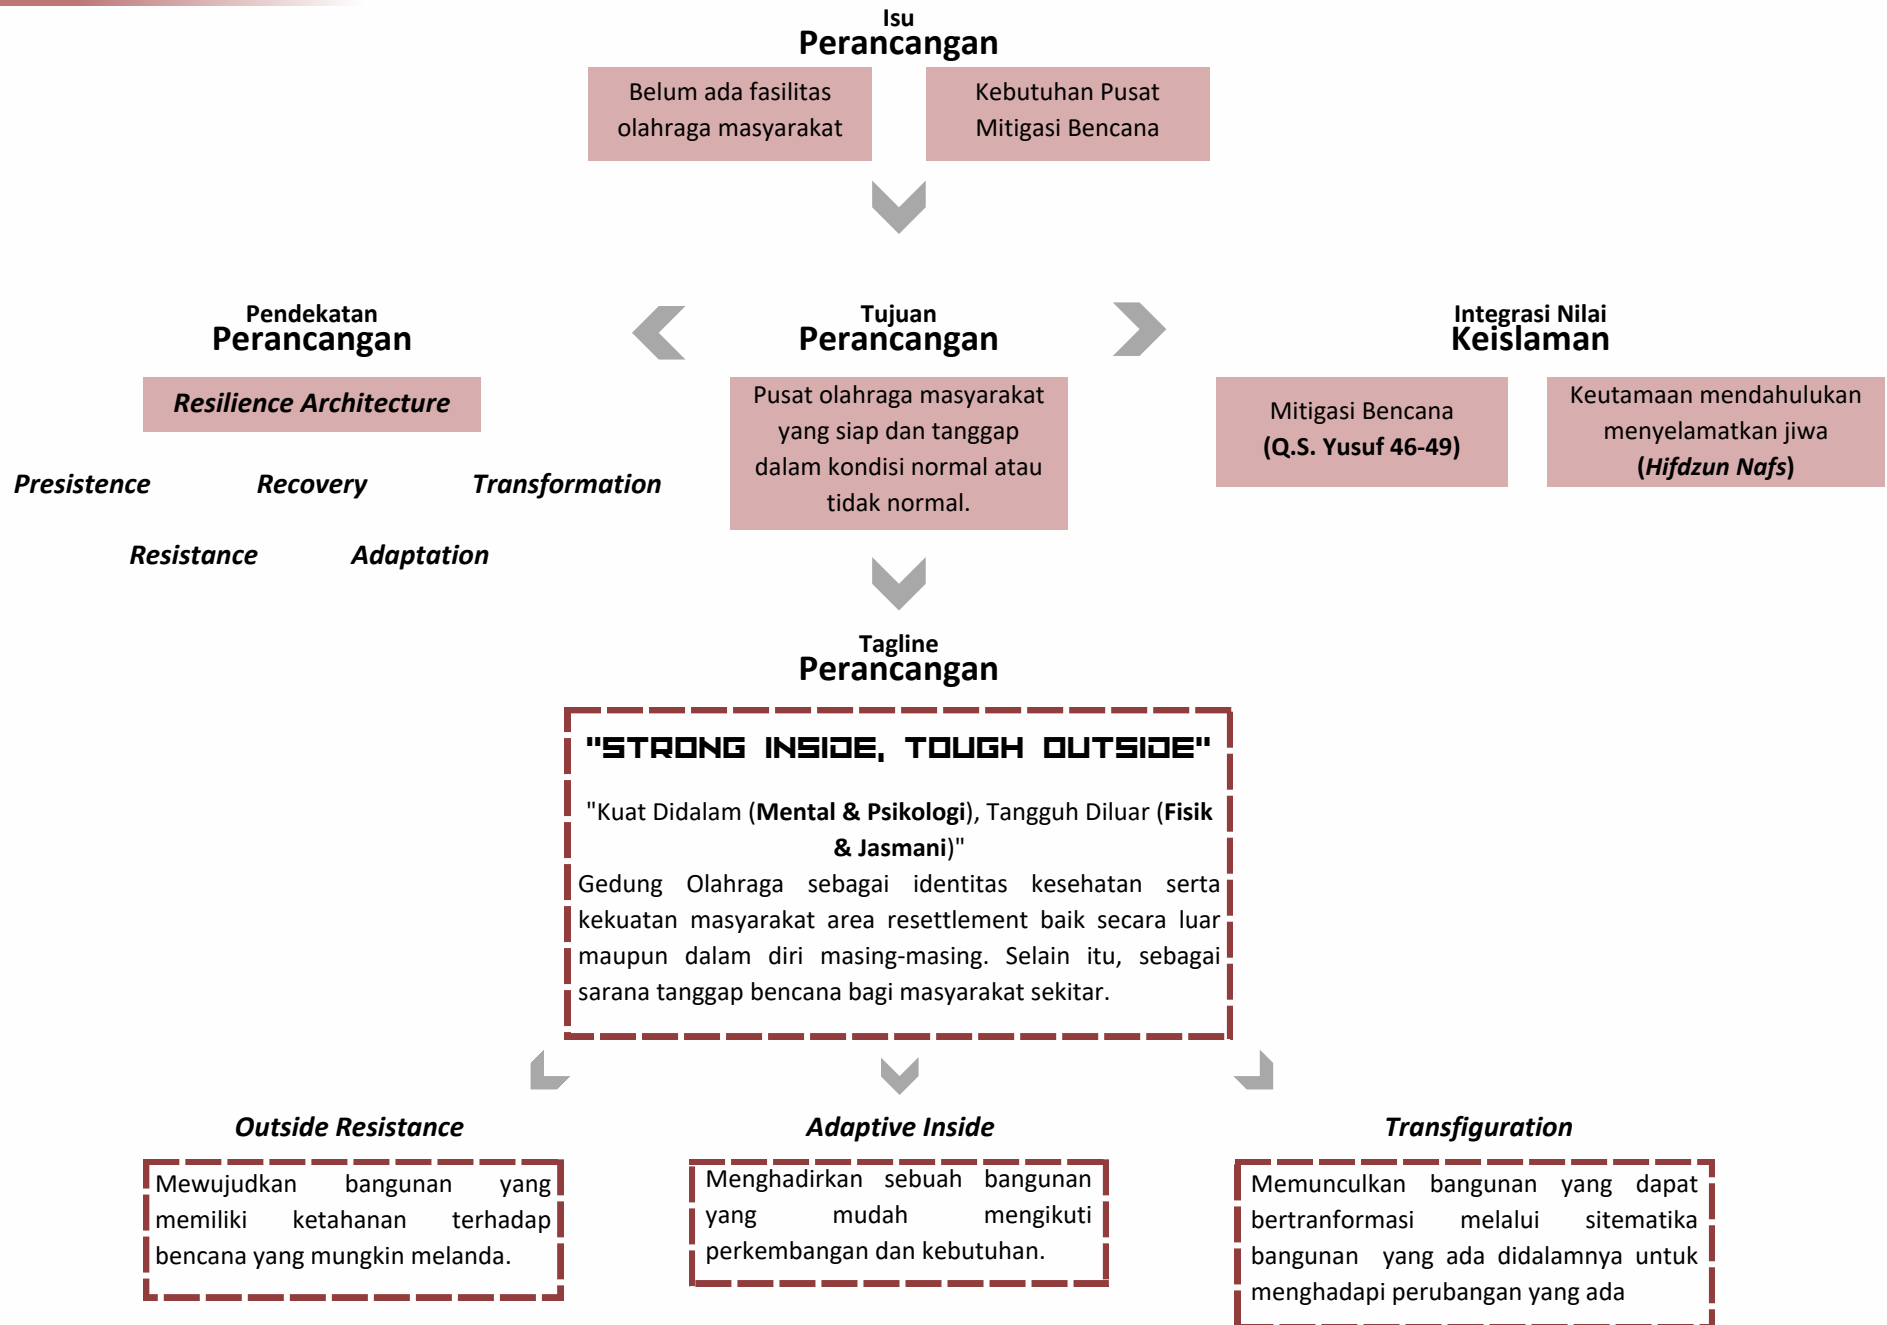 Isu
Perancangan
Belum ada fasilitas
olahraga masyarakat
Kebutuhan Pusat
Mitigasi Bencana
Pendekatan
Perancangan
Resilience Architecture
Presistence Recovery Transformation
Resistance Adaptation
Tujuan
Perancangan
Pusat olahraga masyarakat
yang siap dan tanggap
dalam kondisi normal atau
tidak normal.
Integrasi Nilai
Keislaman
Mitigasi Bencana
(Q.S. Yusuf 46-49)
Keutamaan mendahulukan
menyelamatkan jiwa
(Hifdzun Nafs)
Tagline
Perancangan
"STRONG INSIDE, TOUGH OUTSIDE"
"Kuat Didalam (Mental & Psikologi), Tangguh Diluar (Fisik
& Jasmani)"
Gedung Olahraga sebagai identitas kesehatan serta
kekuatan masyarakat area resettlement baik secara luar
maupun dalam diri masing-masing. Selain itu, sebagai
sarana tanggap bencana bagi masyarakat sekitar.
Outside Resistance
Mewujudkan bangunan yang
memiliki ketahanan terhadap
bencana yang mungkin melanda.
Adaptive Inside
Menghadirkan sebuah bangunan
yang mudah mengikuti
perkembangan dan kebutuhan.
Transfiguration
Memunculkan bangunan yang dapat
bertranformasi melalui sitematika
bangunan yang ada didalamnya untuk
menghadapi perubangan yang ada